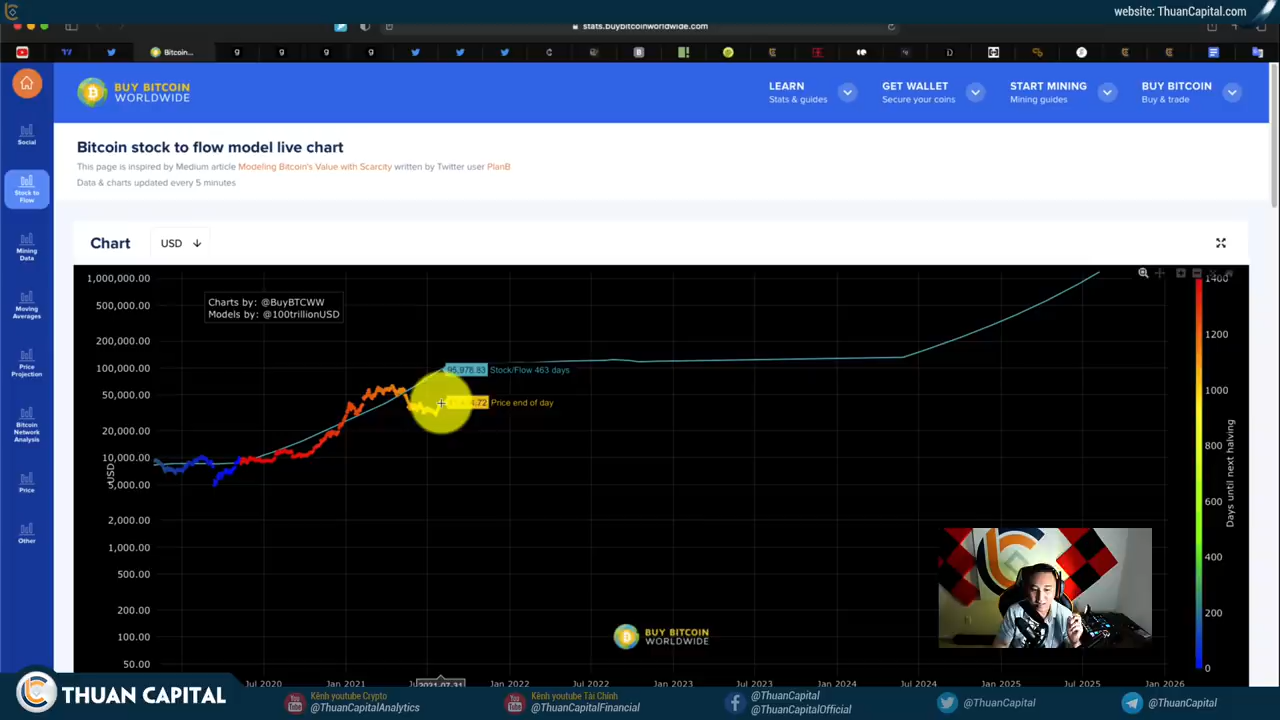 website: ThuanCapital.com
stats.buybitcoinworldwide.com
Bitcoin...
BUY BITCOIN
WORLDWIDE
LEARN
Stats & guides
GET WALLET
Secure your coins
START MINING
Mining guides
BUY BITCOIN
Buy & trade
Social
Stock to
Flow
Mining
Data
Moving
Averages
Price
Projection
Bitcoin
Network
Analysis
Price
Other
Bitcoin stock to flow model live chart
This page is inspired by Medium article Modeling Bitcoin's Value with Scarcity written by Twitter user PlanB
Data & charts updated every 5 minutes
Chart
USD
Charts by: @BuyBTCWW
Models by: @100trillionUSD
1,000,000.00
500,000.00
200,000.00
100,000.00
50,000.00
20,000.00
10,000.00
5,000.00
2,000.00
1,000.00
500.00
200.00
100.00
50.00
USD
95,978.83 Stock/Flow 463 days
Price end of day
1400
1200
1000
800
600
400
200
0
Days until next halving
BUY BITCOIN
WORLDWIDE
Jul 2020
Jan 2021
2021-07-31
Jan 2022
Jul 2022
Jan 2023
Jul 2023
Jan 2024
Jul 2024
Jan 2025
Jul 2025
Jan 2026
THUAN CAPITAL
Kênh youtube Crypto
@ThuanCapitalAnalytics
Kênh youtube Tài Chính
@ThuanCapitalFinancial
@ThuanCapital
@ThuanCapitalOfficial
@ThuanCapital
@ThuanCapital